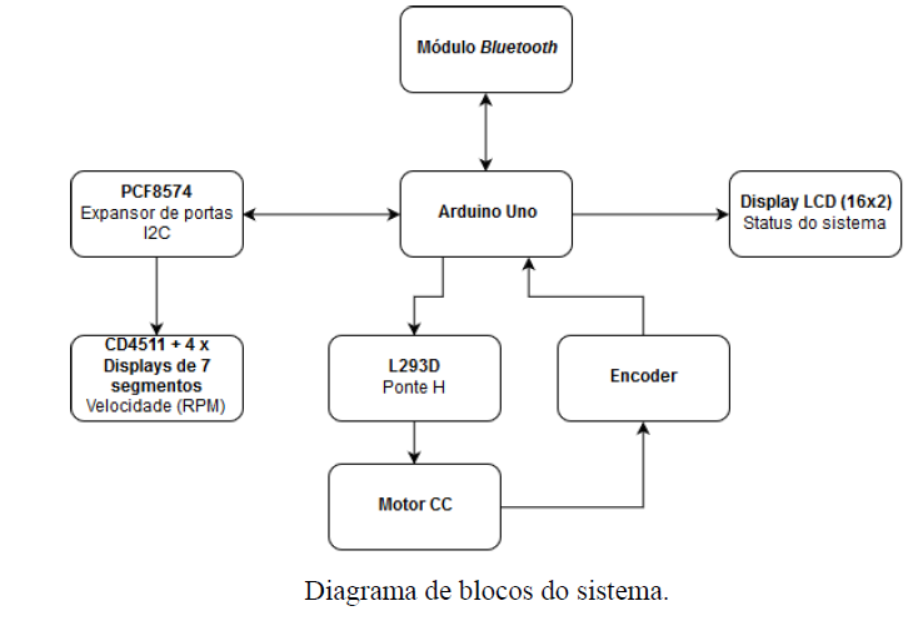 Módulo Bluetooth
PCF8574
Expansor de portas
I2C
Arduino Uno
Display LCD (16x2)
Status do sistema
CD4511 + 4 x
Displays de 7
segmentos
Velocidade (RPM)
L293D
Ponte H
Encoder
Motor CC
Diagrama de blocos do sistema.